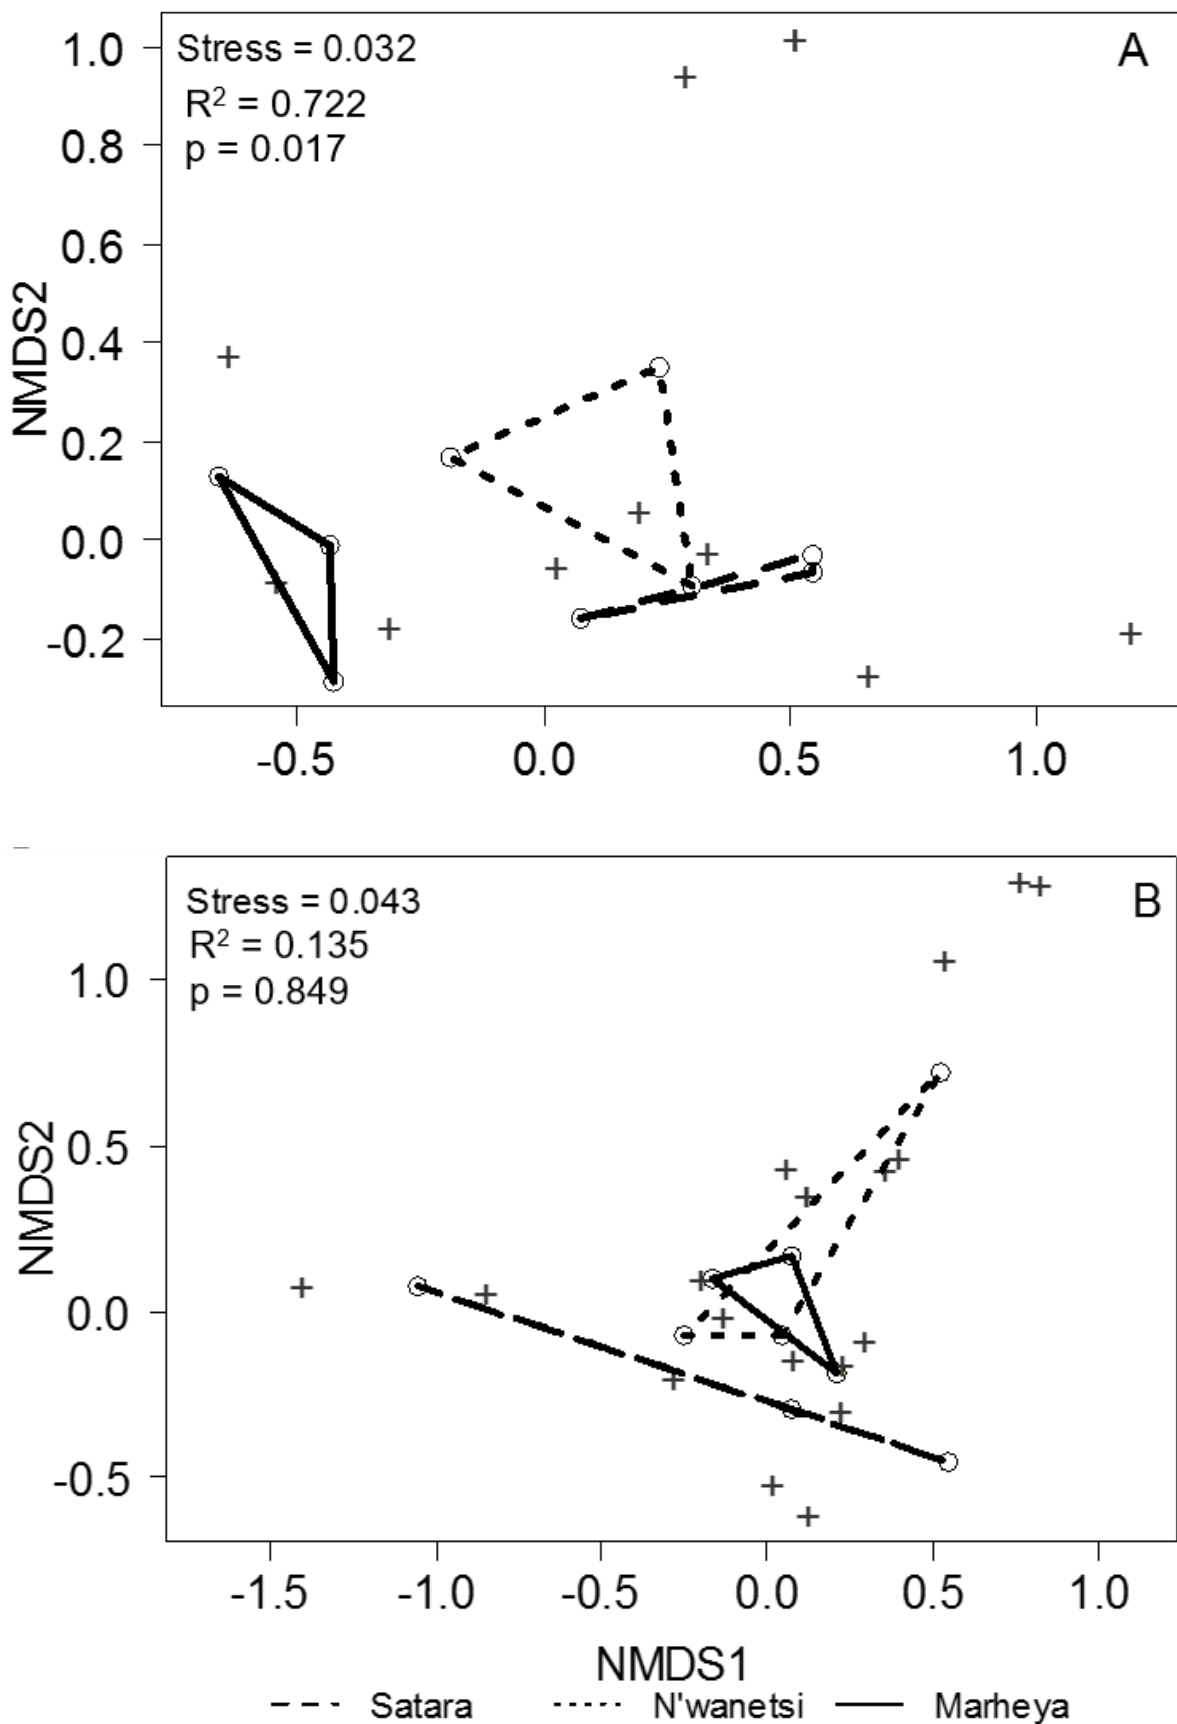 A
Stress = 0.032
R² = 0.722
p = 0.017
1.0
0.8
0.6
0.4
0.2
0.0
-0.2
NMDS2
-0.5 0.0 0.5 1.0
B
Stress = 0.043
R² = 0.135
p = 0.849
1.0
0.5
0.0
-0.5
NMDS2
-1.5 -1.0 -0.5 0.0 0.5 1.0
NMDS1
Satara N'wanetsi Marheya